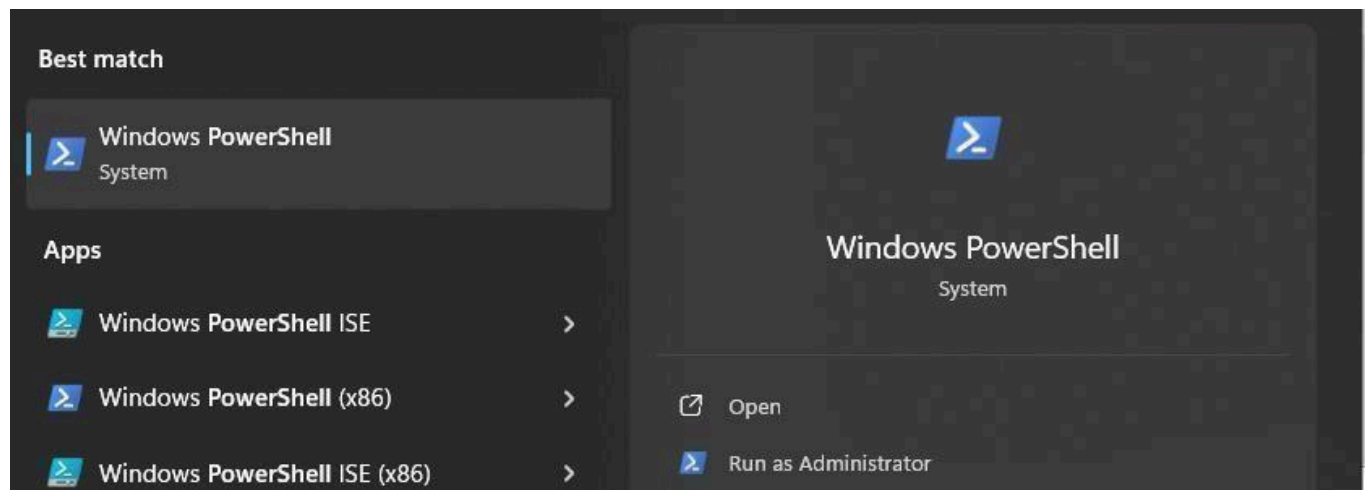 Best match
Windows PowerShell
System
Apps
Windows PowerShell ISE
Windows PowerShell (x86)
Windows PowerShell ISE (x86)
Windows PowerShell
System
Open
Run as Administrator